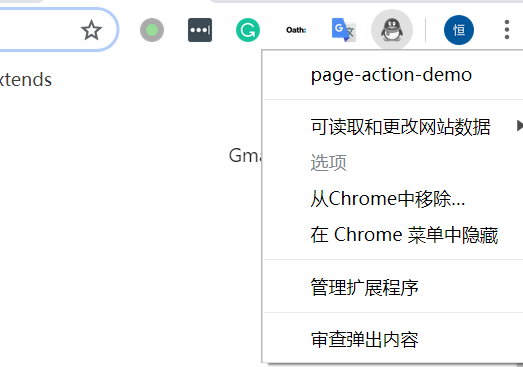 Oath:
G
文
恒
xtends
Gma
page-action-demo
可读取和更改网站数据
选项
从Chrome中移除...
在 Chrome 菜单中隐藏
管理扩展程序
审查弹出内容